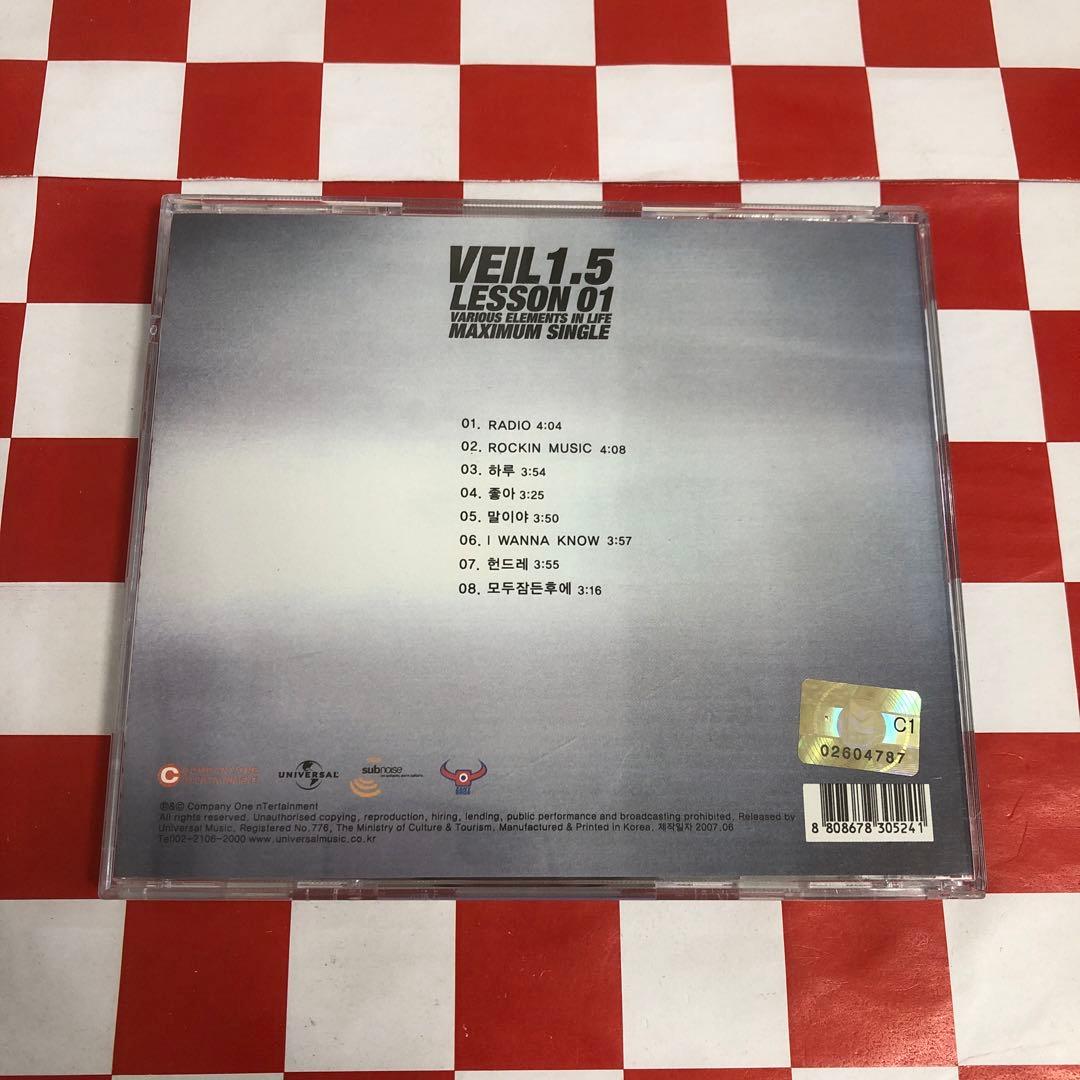 VEIL 1.5
LESSON 01
VARIOUS ELEMENTS IN LIFE
MAXIMUM SINGLE
01. RADIO 4:04
02. ROCKIN MUSIC 4:08
03. 하루 3:54
04. 좋아 3:25
05. 말이야 3:50
06. I WANNA KNOW 3:57
07. 헌드레 3:55
08. 모두잠든후에 3:16
C1
02604787
UNIVERSAL
subnoise
℗&© Company One nTertainment
All rights reserved. Unauthorised copying, reproduction, hiring, lending, public performance and broadcasting prohibited. Released by
Universal Music. Registered No.776, The Ministry of Culture & Tourism. Manufactured & Printed in Korea. 제작일자 2007.06
Tel)02-2106-2000 www.universalmusic.co.kr
8 808678 305241